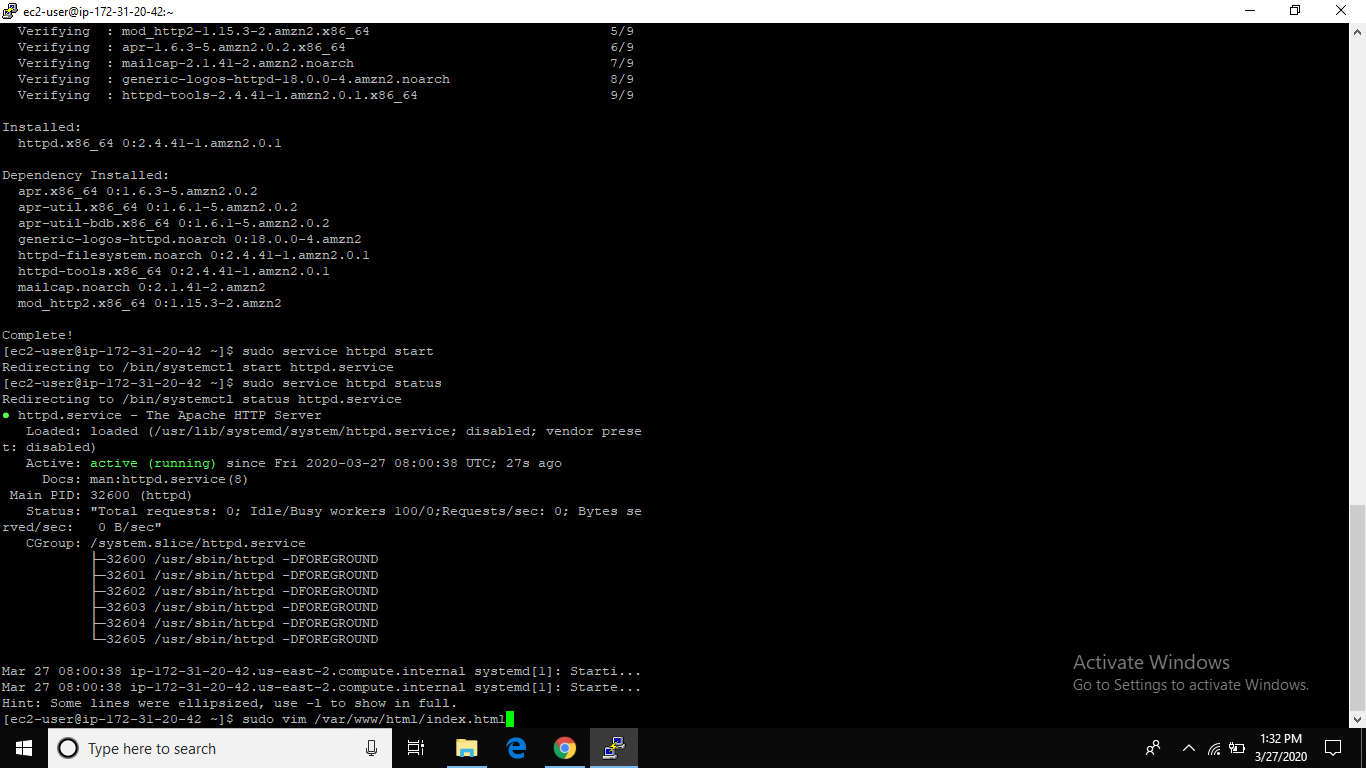 ec2-user@ip-172-31-20-42:~
Verifying  : mod_http2-1.15.3-2.amzn2.x86_64                              5/9
Verifying  : apr-1.6.3-5.amzn2.0.2.x86_64                                 6/9
Verifying  : mailcap-2.1.41-2.amzn2.noarch                                7/9
Verifying  : generic-logos-httpd-18.0.0-4.amzn2.noarch                    8/9
Verifying  : httpd-tools-2.4.41-1.amzn2.0.1.x86_64                        9/9
Installed:
httpd.x86_64 0:2.4.41-1.amzn2.0.1
Dependency Installed:
apr.x86_64 0:1.6.3-5.amzn2.0.2
apr-util.x86_64 0:1.6.1-5.amzn2.0.2
apr-util-bdb.x86_64 0:1.6.1-5.amzn2.0.2
generic-logos-httpd.noarch 0:18.0.0-4.amzn2
httpd-filesystem.noarch 0:2.4.41-1.amzn2.0.1
httpd-tools.x86_64 0:2.4.41-1.amzn2.0.1
mailcap.noarch 0:2.1.41-2.amzn2
mod_http2.x86_64 0:1.15.3-2.amzn2
Complete!
[ec2-user@ip-172-31-20-42 ~]$ sudo service httpd start
Redirecting to /bin/systemctl start httpd.service
[ec2-user@ip-172-31-20-42 ~]$ sudo service httpd status
Redirecting to /bin/systemctl status httpd.service
● httpd.service - The Apache HTTP Server
Loaded: loaded (/usr/lib/systemd/system/httpd.service; disabled; vendor prese
t: disabled)
Active: active (running) since Fri 2020-03-27 08:00:38 UTC; 27s ago
Docs: man:httpd.service(8)
Main PID: 32600 (httpd)
Status: "Total requests: 0; Idle/Busy workers 100/0;Requests/sec: 0; Bytes se
rved/sec:   0 B/sec"
CGroup: /system.slice/httpd.service
├─32600 /usr/sbin/httpd -DFOREGROUND
├─32601 /usr/sbin/httpd -DFOREGROUND
├─32602 /usr/sbin/httpd -DFOREGROUND
├─32603 /usr/sbin/httpd -DFOREGROUND
├─32604 /usr/sbin/httpd -DFOREGROUND
└─32605 /usr/sbin/httpd -DFOREGROUND
Mar 27 08:00:38 ip-172-31-20-42.us-east-2.compute.internal systemd[1]: Starti...
Mar 27 08:00:38 ip-172-31-20-42.us-east-2.compute.internal systemd[1]: Starte...
Hint: Some lines were ellipsized, use -l to show in full.
[ec2-user@ip-172-31-20-42 ~]$ sudo vim /var/www/html/index.html
Activate Windows
Go to Settings to activate Windows.
Type here to search
1:32 PM
3/27/2020